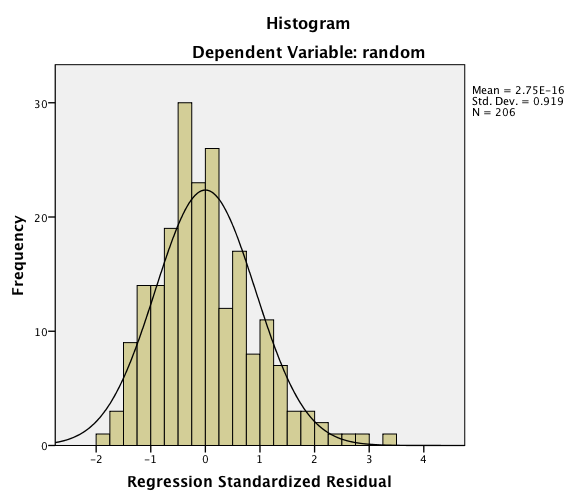 Histogram
Dependent Variable: random
Mean = 2.75E-16
Std. Dev. = 0.919
N = 206
Frequency
30
20
10
0
-2 -1 0 1 2 3 4
Regression Standardized Residual